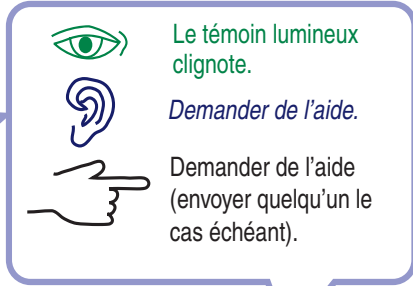 Le témoin lumineux
clignote.
Demander de l’aide.
Demander de l’aide
(envoyer quelqu’un le
cas échéant).